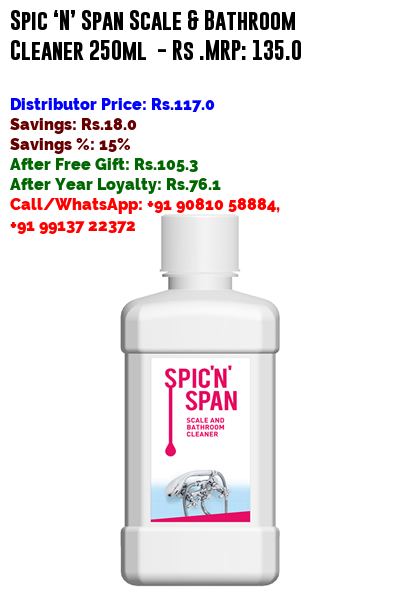 Spic ‘N’ Span Scale & Bathroom
Cleaner 250ml - Rs .MRP: 135.0
Distributor Price: Rs.117.0
Savings: Rs.18.0
Savings %: 15%
After Free Gift: Rs.105.3
After Year Loyalty: Rs.76.1
Call/WhatsApp: +91 90810 58884,
+91 99137 22372
SPIC'N'
SPAN
SCALE AND
BATHROOM
CLEANER